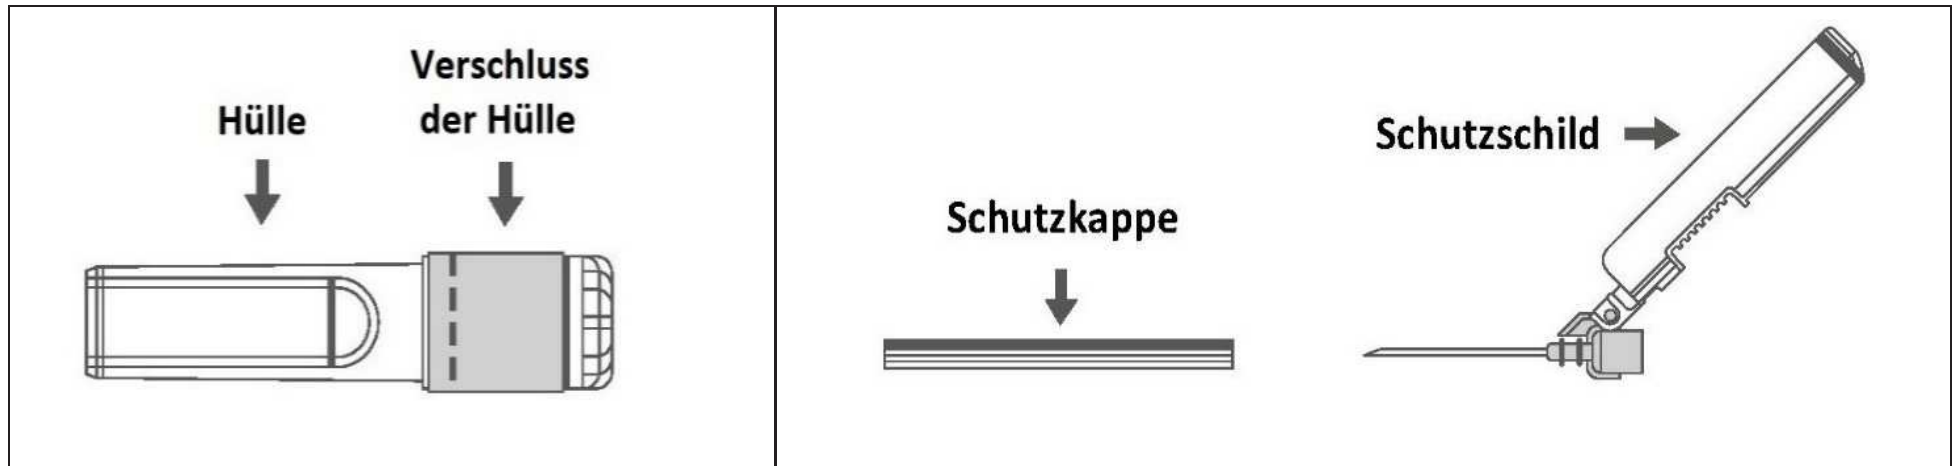 Hülle
Verschluss
der Hülle
Schutzkappe
Schutzschild